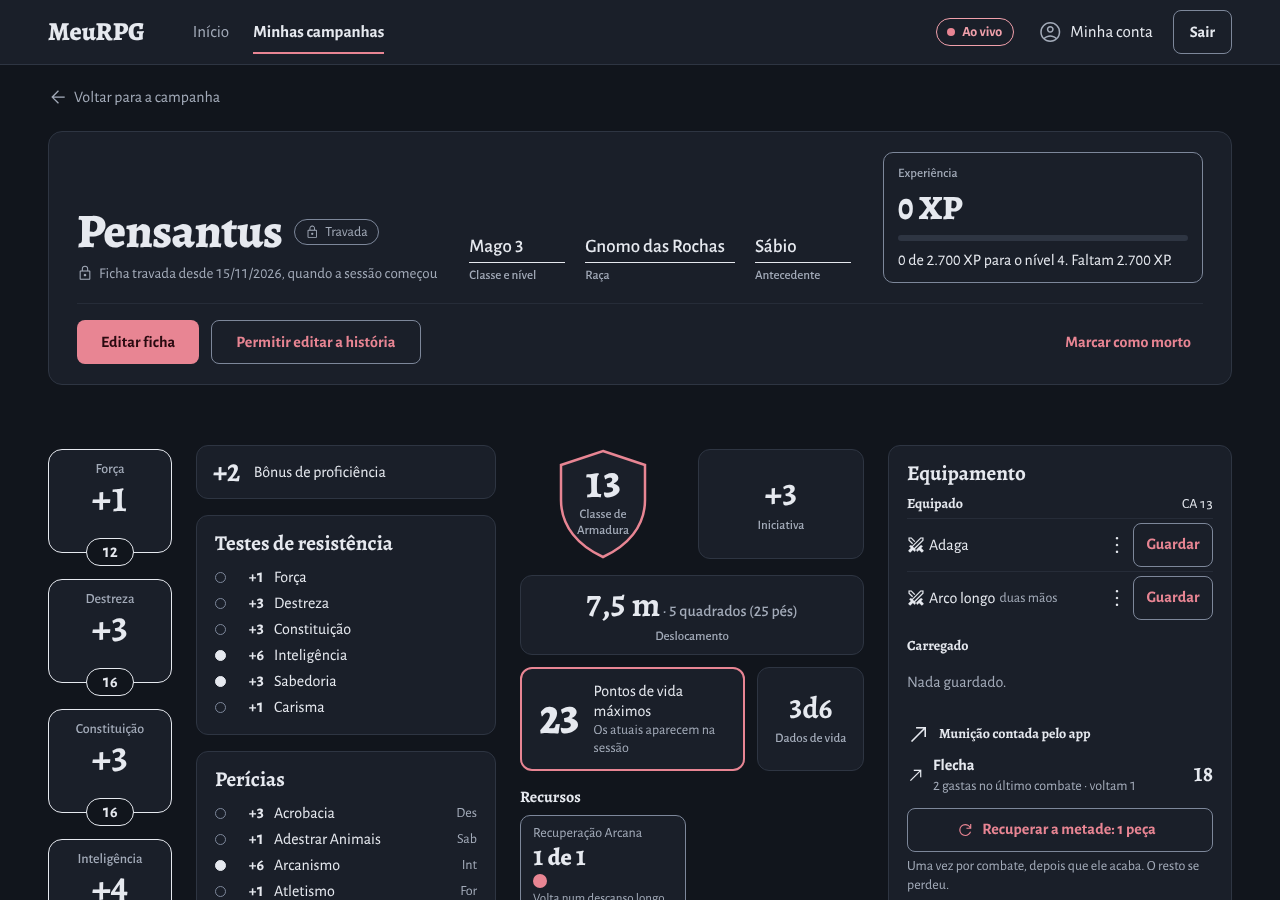 MeuRPG
Início
Minhas campanhas
Ao vivo
Minha conta
Sair
Voltar para a campanha
Pensantus
Travada
Ficha travada desde 15/11/2026, quando a sessão começou
Mago 3
Classe e nível
Gnomo das Rochas
Raça
Sábio
Antecedente
Experiência
0 XP
0 de 2.700 XP para o nível 4. Faltam 2.700 XP.
Editar ficha
Permitir editar a história
Marcar como morto
Força
+1
12
Destreza
+3
16
Constituição
+3
16
Inteligência
+4
+2 Bônus de proficiência
Testes de resistência
+1 Força
+3 Destreza
+3 Constituição
+6 Inteligência
+3 Sabedoria
+1 Carisma
Perícias
+3 Acrobacia Des
+1 Adestrar Animais Sab
+6 Arcanismo Int
+1 Atletismo For
13
Classe de
Armadura
+3
Iniciativa
7,5 m · 5 quadrados (25 pés)
Deslocamento
23
Pontos de vida
máximos
Os atuais aparecem na
sessão
3d6
Dados de vida
Recursos
Recuperação Arcana
1 de 1
Volta num descanso longo
Equipamento
Equipado CA 13
Adaga Guardar
Arco longo duas mãos Guardar
Carregado
Nada guardado.
Munição contada pelo app
Flecha
2 gastas no último combate · voltam 1
18
Recuperar a metade: 1 peça
Uma vez por combate, depois que ele acaba. O resto se
perdeu.